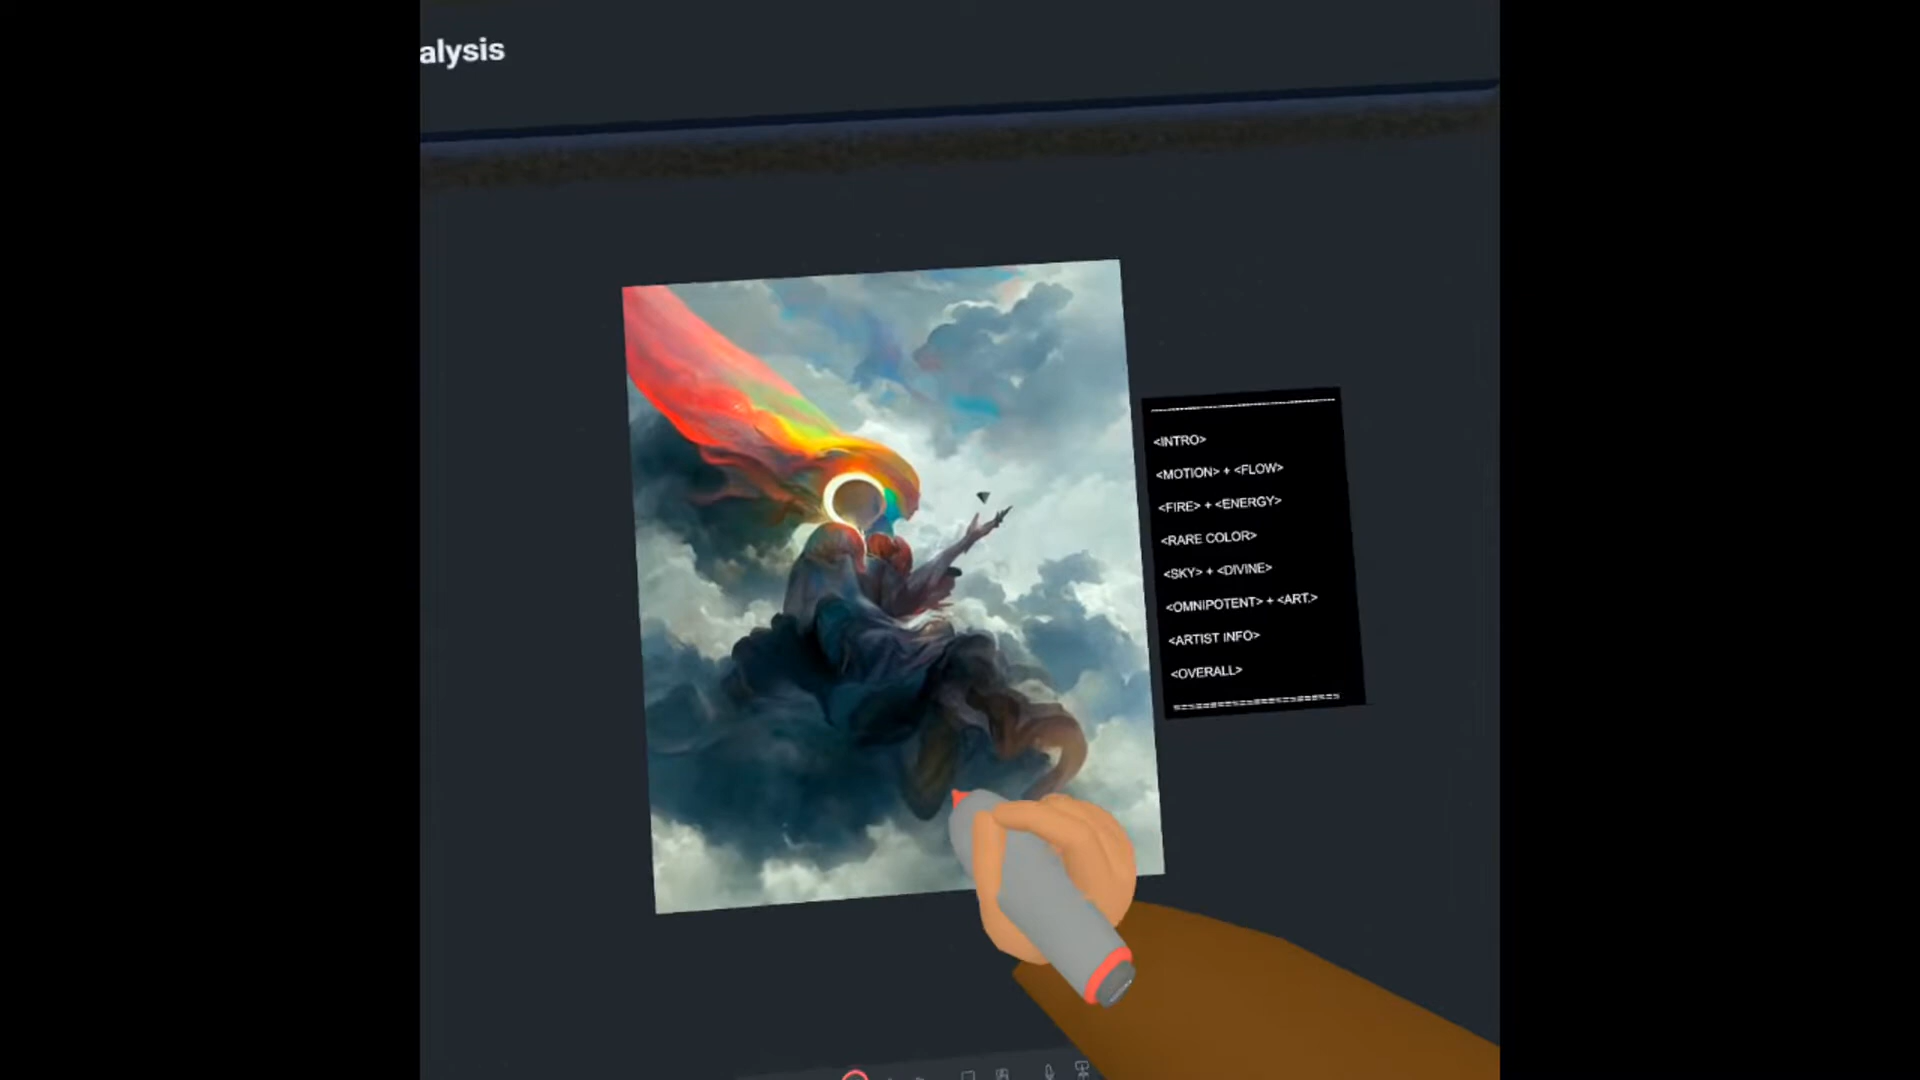 alysis
<INTRO>
<MOTION> + <FLOW>
<FIRE> + <ENERGY>
<RARE COLOR>
<SKY> + <DIVINE>
<OMNIPOTENT> + <ART.>
<ARTIST INFO>
<OVERALL>